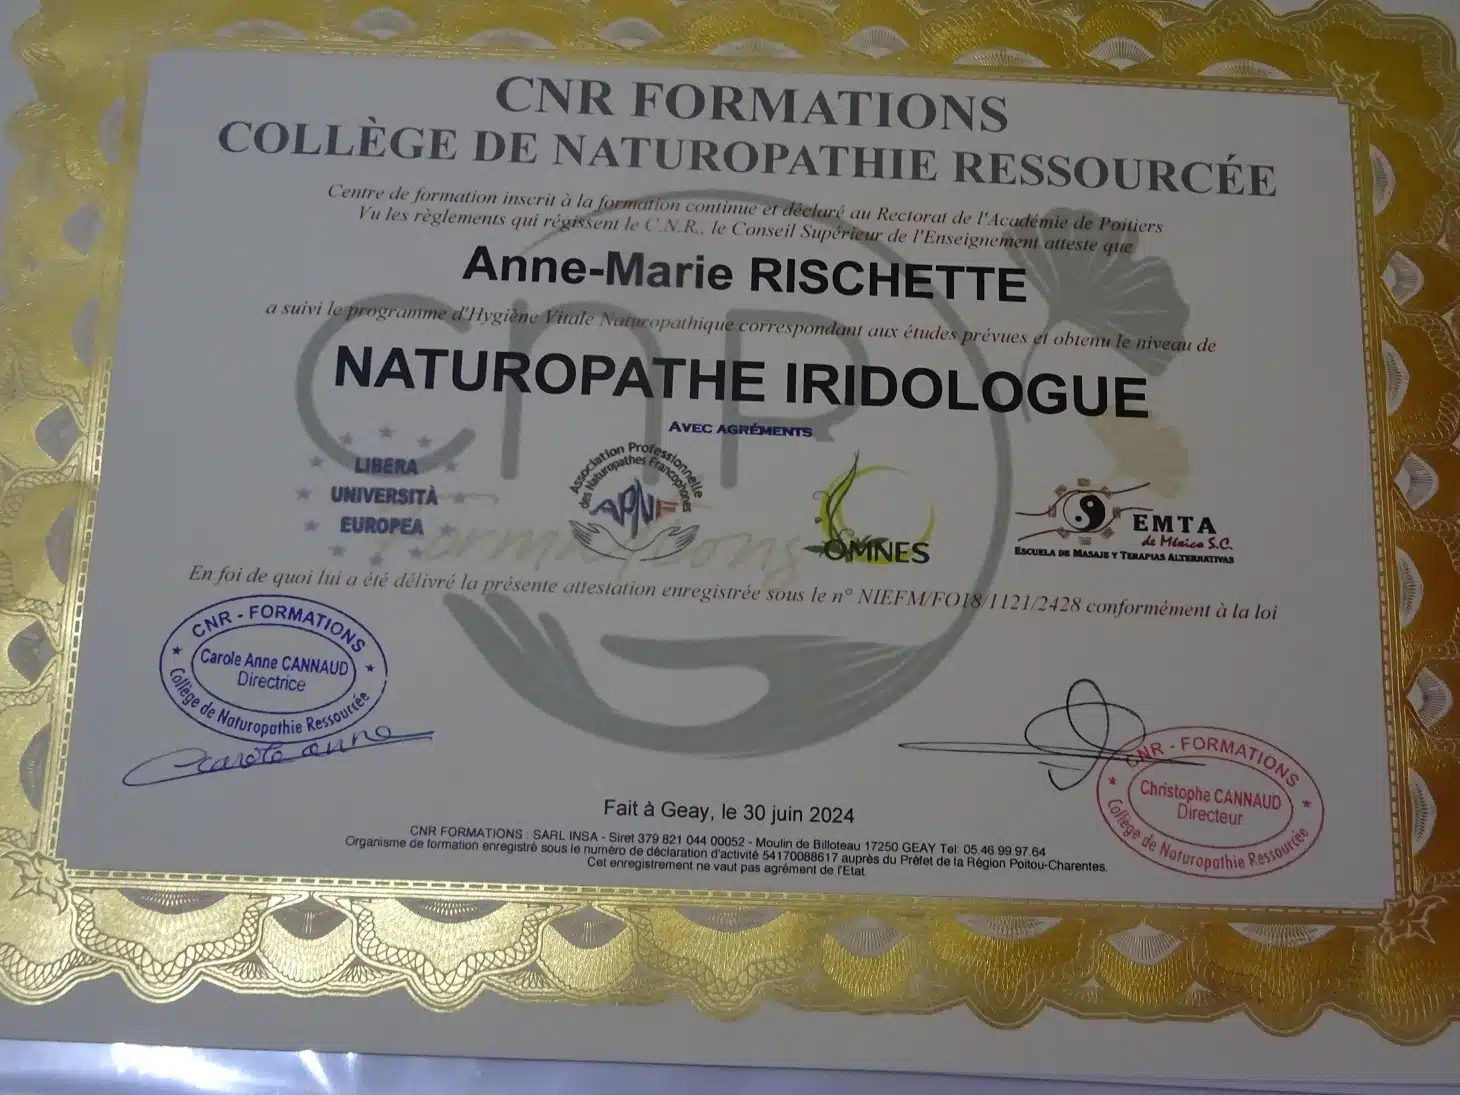 CNR FORMATIONS
COLLÈGE DE NATUROPATHIE RESSOURCÉE
Centre de formation inscrit à la formation continue et déclaré au Rectorat de l'Académie de Poitiers
Vu les règlements qui régissent le C.N.R., le Conseil Supérieur de l'Enseignement atteste que
Anne-Marie RISCHETTE
a suivi le programme d'Hygiène Vitale Naturopathique correspondant aux études prévues et obtenu le niveau de
NATUROPATHE IRIDOLOGUE
AVEC AGRÉMENTS
LIBERA
UNIVERSITÀ
EUROPEA
Association Professionnelle
des Naturopathes Francophones
APNF
OMNES
EMTA
de México S.C.
ESCUELA DE MASAJE Y TERAPIAS ALTERNATIVAS
cnr
Formations
En foi de quoi lui a été délivré la présente attestation enregistrée sous le n° NIEFM/FO18/1121/2428 conformément à la loi
CNR - FORMATIONS
Carole Anne CANNAUD
Directrice
Collège de Naturopathie Ressourcée
Carole anne
CNR - FORMATIONS
Christophe CANNAUD
Directeur
Collège de Naturopathie Ressourcée
Fait à Geay, le 30 juin 2024
CNR FORMATIONS : SARL INSA - Siret 379 821 044 00052 - Moulin de Billoteau 17250 GEAY Tel: 05.46.99.97.64
Organisme de formation enregistré sous le numéro de déclaration d'activité 54170088617 auprès du Préfet de la Région Poitou-Charentes.
Cet enregistrement ne vaut pas agrément de l'Etat.